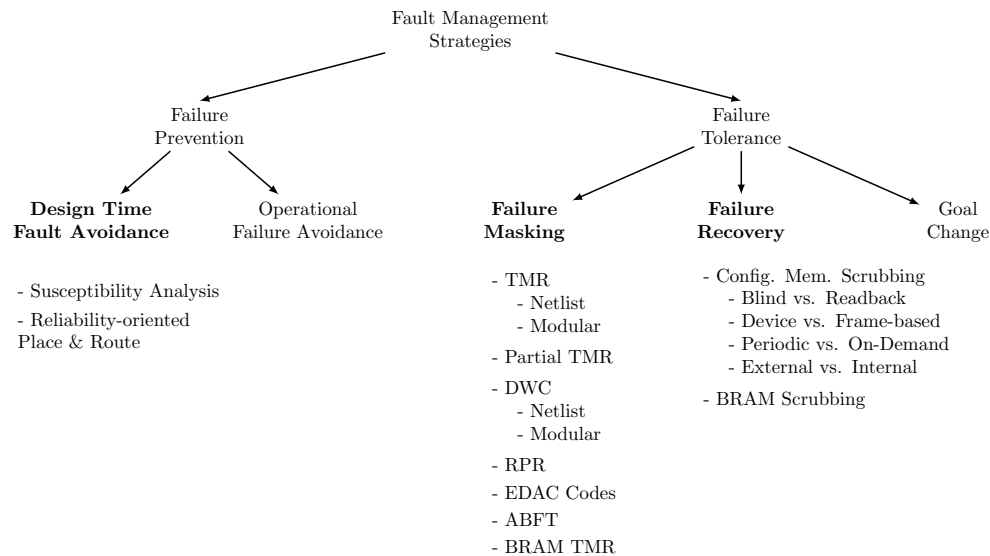 Fault Management
Strategies
Failure
Prevention
Failure
Tolerance
Design Time
Fault Avoidance
Operational
Failure Avoidance
Failure
Masking
Failure
Recovery
Goal
Change
- Susceptibility Analysis
- Reliability-oriented
Place & Route
- TMR
- Netlist
- Modular
- Partial TMR
- DWC
- Netlist
- Modular
- RPR
- EDAC Codes
- ABFT
- BRAM TMR
- Config. Mem. Scrubbing
- Blind vs. Readback
- Device vs. Frame-based
- Periodic vs. On-Demand
- External vs. Internal
- BRAM Scrubbing